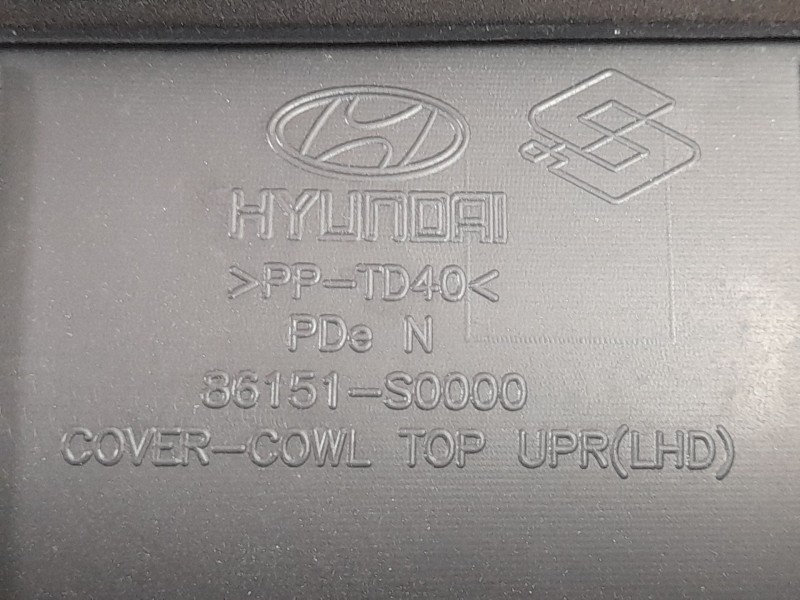 HYUNDAI
>PP-TD40<
PDe N
86151-S0000
COVER-COWL TOP UPR(LHD)